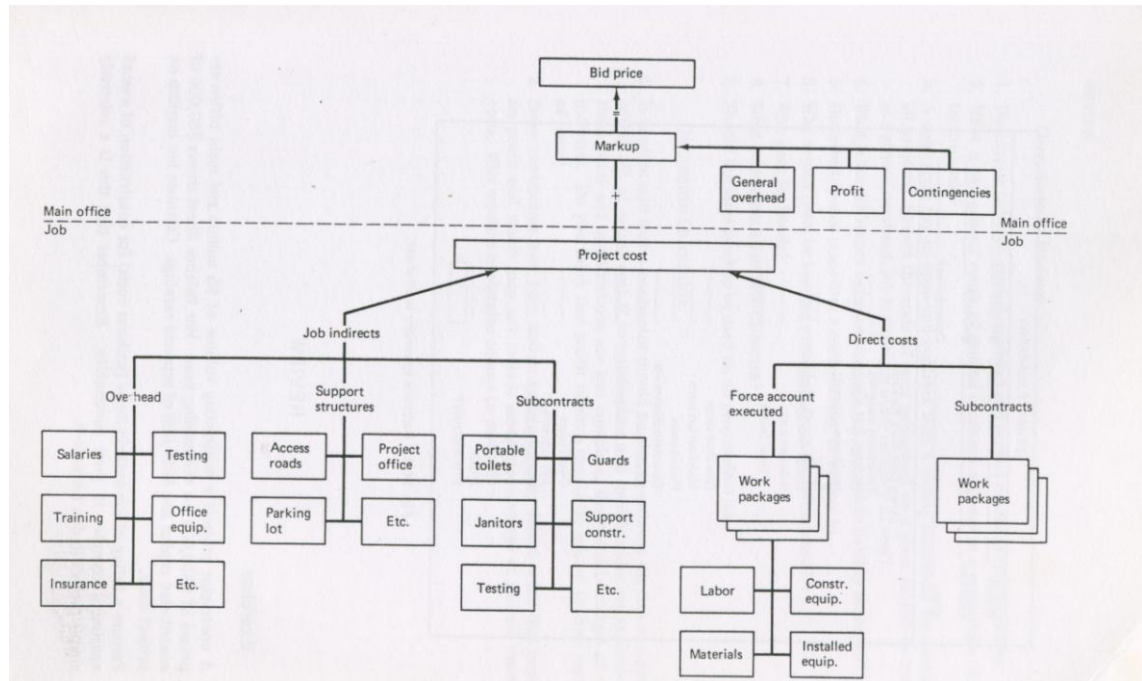 Bid price
=
Markup
General
overhead
Profit
Contingencies
+
Main office
Job
Main office
Job
Project cost
Job indirects
Direct costs
Overhead
Support
structures
Subcontracts
Force account
executed
Subcontracts
Salaries
Testing
Access
roads
Project
office
Portable
toilets
Guards
Work
packages
Work
packages
Training
Office
equip.
Parking
lot
Etc.
Janitors
Support
constr.
Insurance
Etc.
Testing
Etc.
Labor
Constr.
equip.
Materials
Installed
equip.